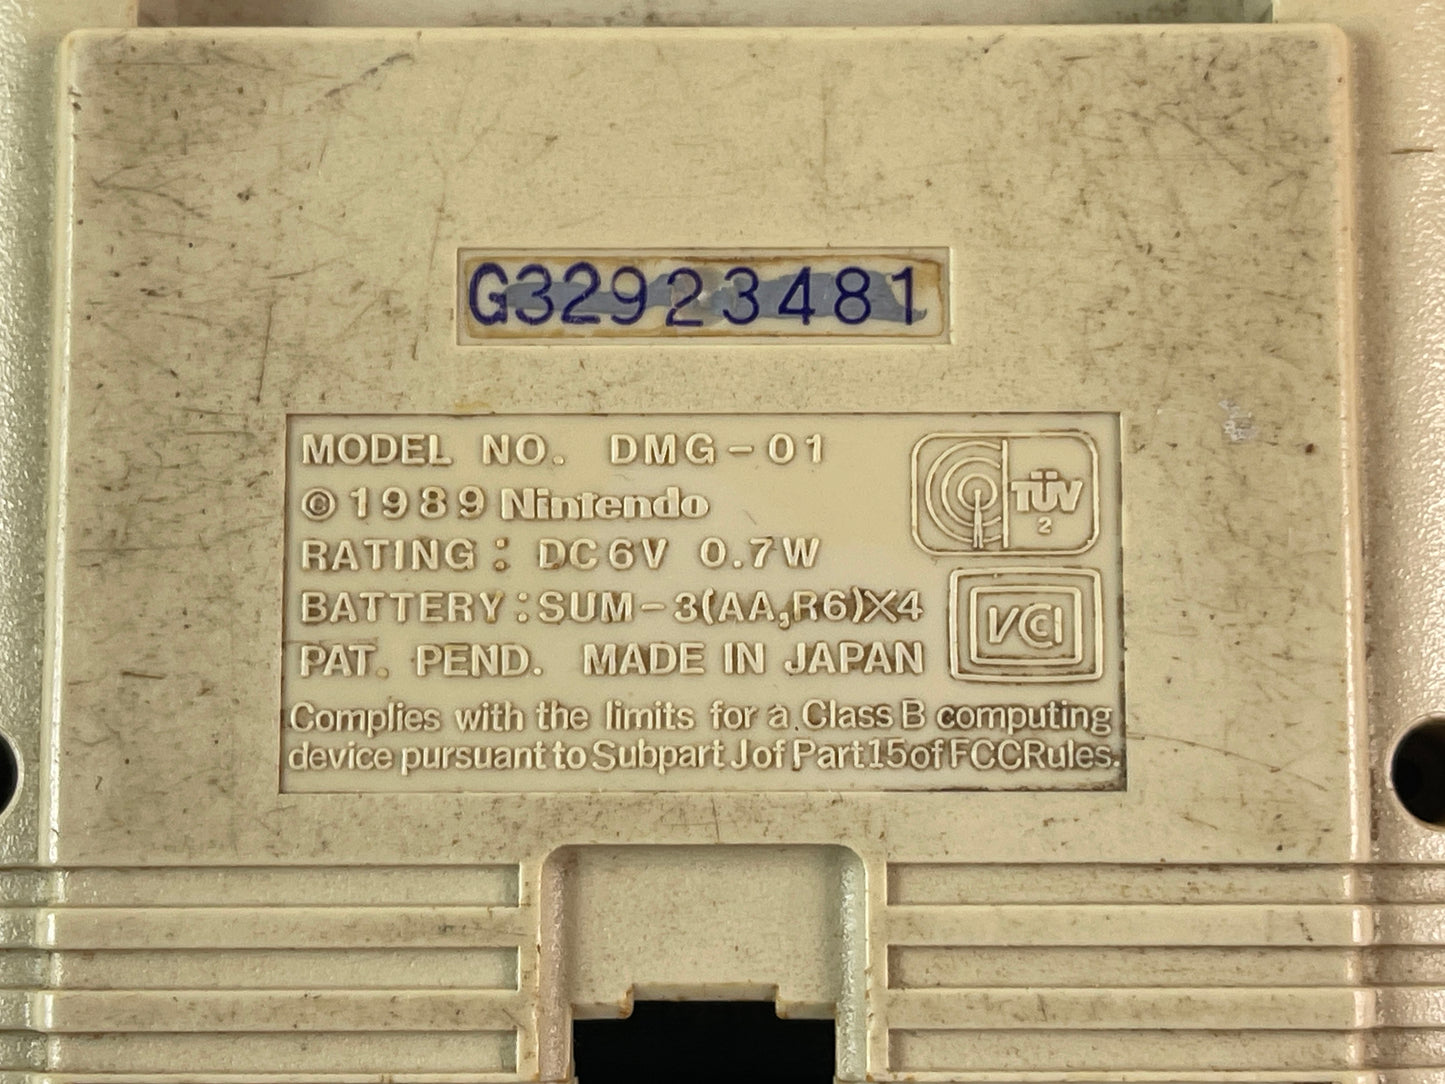 G32923481
MODEL NO. DMG-01
©1989 Nintendo
RATING: DC6V 0.7W
BATTERY:SUM-3(AA,R6)X4
PAT. PEND. MADE IN JAPAN
Complies with the limits for a Class B computing
device pursuant to Subpart J of Part 15 of FCC Rules.
TÜV
2
VCI